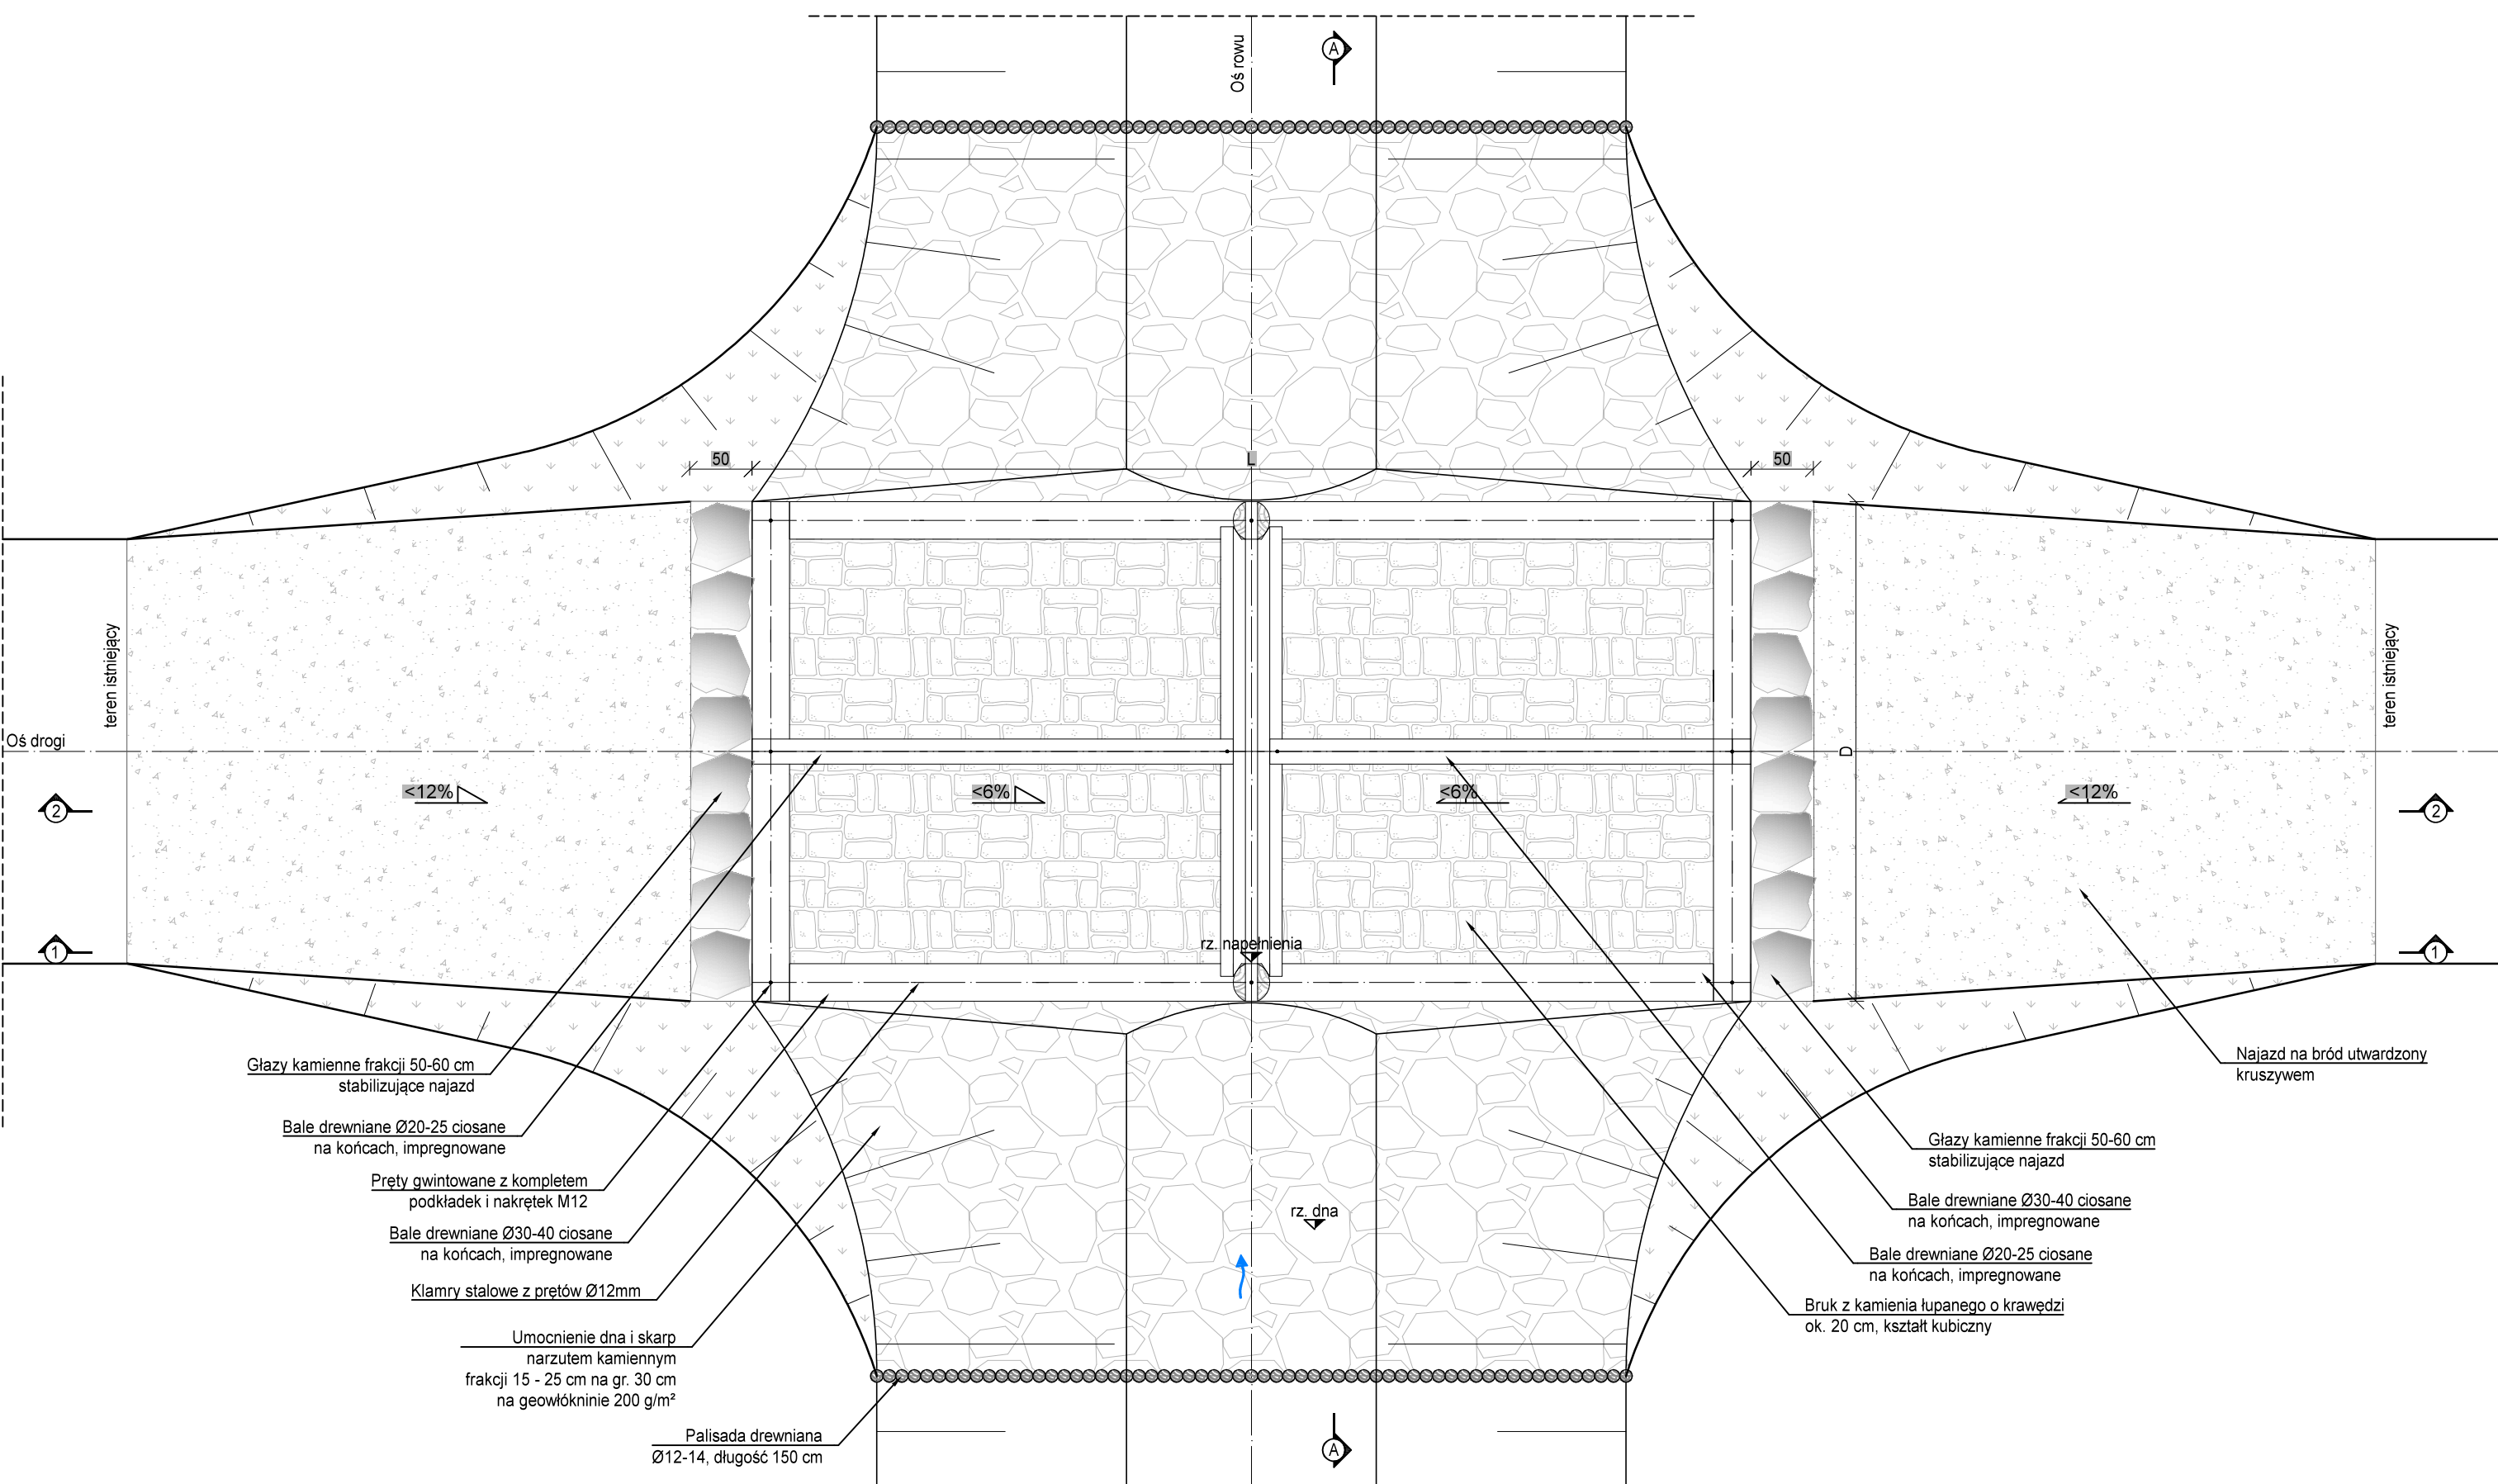 Oś rowu
A
50
L
50
teren istniejący
teren istniejący
Oś drogi
D
<12%
<6%
<6%
<12%
2
2
1
1
rz. napełnienia
Głazy kamienne frakcji 50-60 cm
stabilizujące najazd
Bale drewniane Ø20-25 ciosane
na końcach, impregnowane
Pręty gwintowane z kompletem
podkładek i nakrętek M12
Bale drewniane Ø30-40 ciosane
na końcach, impregnowane
Klamry stalowe z prętów Ø12mm
Umocnienie dna i skarp
narzutem kamiennym
frakcji 15 - 25 cm na gr. 30 cm
na geowłókninie 200 g/m²
Palisada drewniana
Ø12-14, długość 150 cm
rz. dna
A
Najazd na bród utwardzony
kruszywem
Głazy kamienne frakcji 50-60 cm
stabilizujące najazd
Bale drewniane Ø30-40 ciosane
na końcach, impregnowane
Bale drewniane Ø20-25 ciosane
na końcach, impregnowane
Bruk z kamienia łupanego o krawędzi
ok. 20 cm, kształt kubiczny